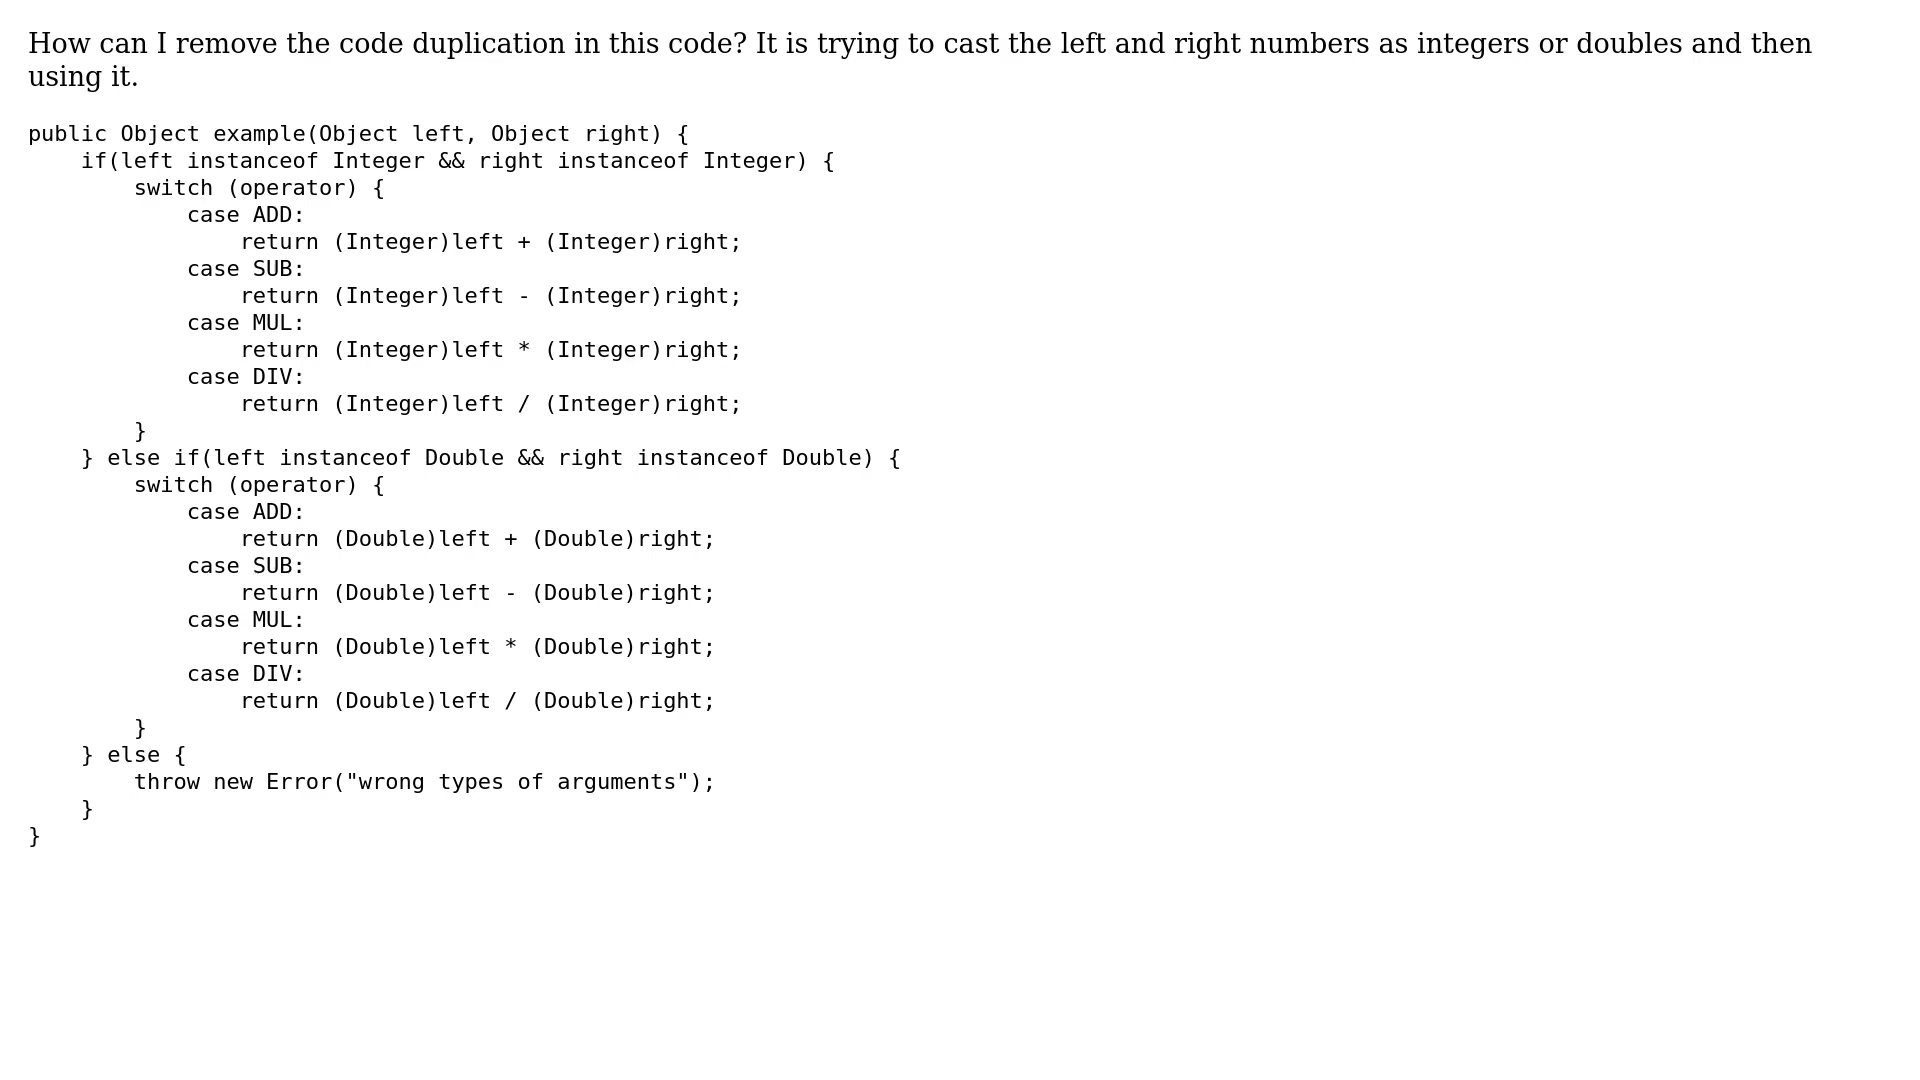 How can I remove the code duplication in this code? It is trying to cast the left and right numbers as integers or doubles and then
using it.
public Object example(Object left, Object right) {
    if(left instanceof Integer && right instanceof Integer) {
        switch (operator) {
            case ADD:
                return (Integer)left + (Integer)right;
            case SUB:
                return (Integer)left - (Integer)right;
            case MUL:
                return (Integer)left * (Integer)right;
            case DIV:
                return (Integer)left / (Integer)right;
        }
    } else if(left instanceof Double && right instanceof Double) {
        switch (operator) {
            case ADD:
                return (Double)left + (Double)right;
            case SUB:
                return (Double)left - (Double)right;
            case MUL:
                return (Double)left * (Double)right;
            case DIV:
                return (Double)left / (Double)right;
        }
    } else {
        throw new Error("wrong types of arguments");
    }
}